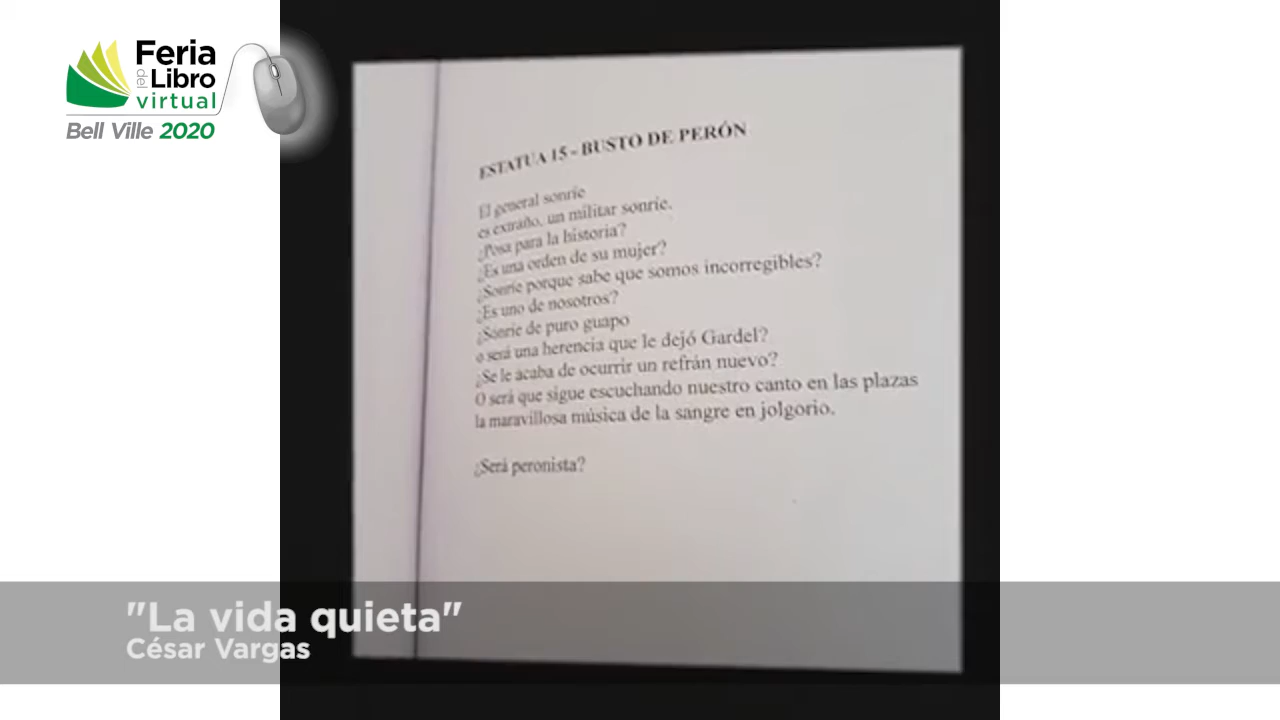 Feria
del Libro
virtual
Bell Ville 2020
ESTATUA 15 - BUSTO DE PERÓN
El general sonríe
es extraño, un militar sonríe.
¿Posa para la historia?
¿Es una orden de su mujer?
¿Sonríe porque sabe que somos incorregibles?
¿Es uno de nosotros?
¿Sonríe de puro guapo
o será una herencia que le dejó Gardel?
¿Se le acaba de ocurrir un refrán nuevo?
O será que sigue escuchando nuestro canto en las plazas
la maravillosa música de la sangre en jolgorio.
¿Será peronista?
"La vida quieta"
César Vargas